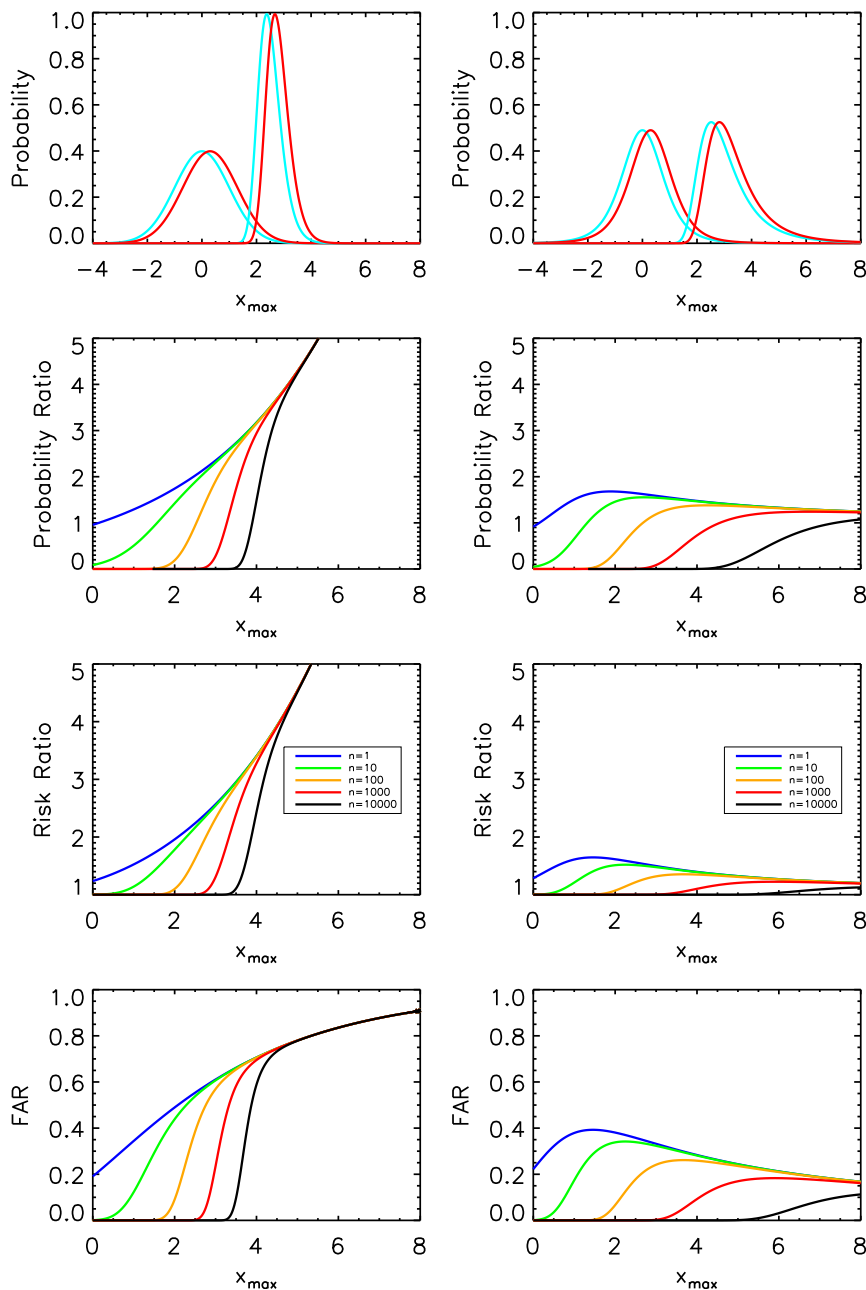 Probability
1.0
0.8
0.6
0.4
0.2
0.0
−4 −2 0 2 4 6 8
xmax
Probability
1.0
0.8
0.6
0.4
0.2
0.0
−4 −2 0 2 4 6 8
xmax
Probability Ratio
5
4
3
2
1
0
0 2 4 6 8
xmax
Probability Ratio
5
4
3
2
1
0
0 2 4 6 8
xmax
Risk Ratio
5
4
3
2
1
n=1
n=10
n=100
n=1000
n=10000
0 2 4 6 8
xmax
Risk Ratio
5
4
3
2
1
n=1
n=10
n=100
n=1000
n=10000
0 2 4 6 8
xmax
FAR
1.0
0.8
0.6
0.4
0.2
0.0
0 2 4 6 8
xmax
FAR
1.0
0.8
0.6
0.4
0.2
0.0
0 2 4 6 8
xmax